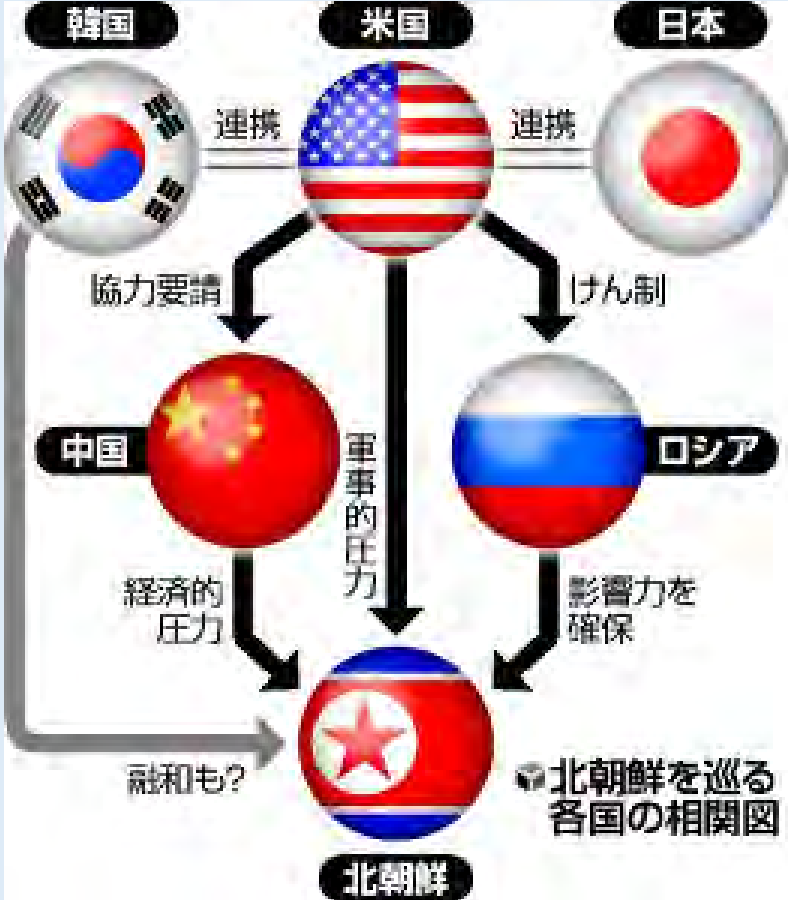 韓国
米国
日本
連携
連携
協力要請
けん制
中国
ロシア
軍事的圧力
経済的
圧力
影響力を
確保
融和も?
北朝鮮を巡る
各国の相関図
北朝鮮